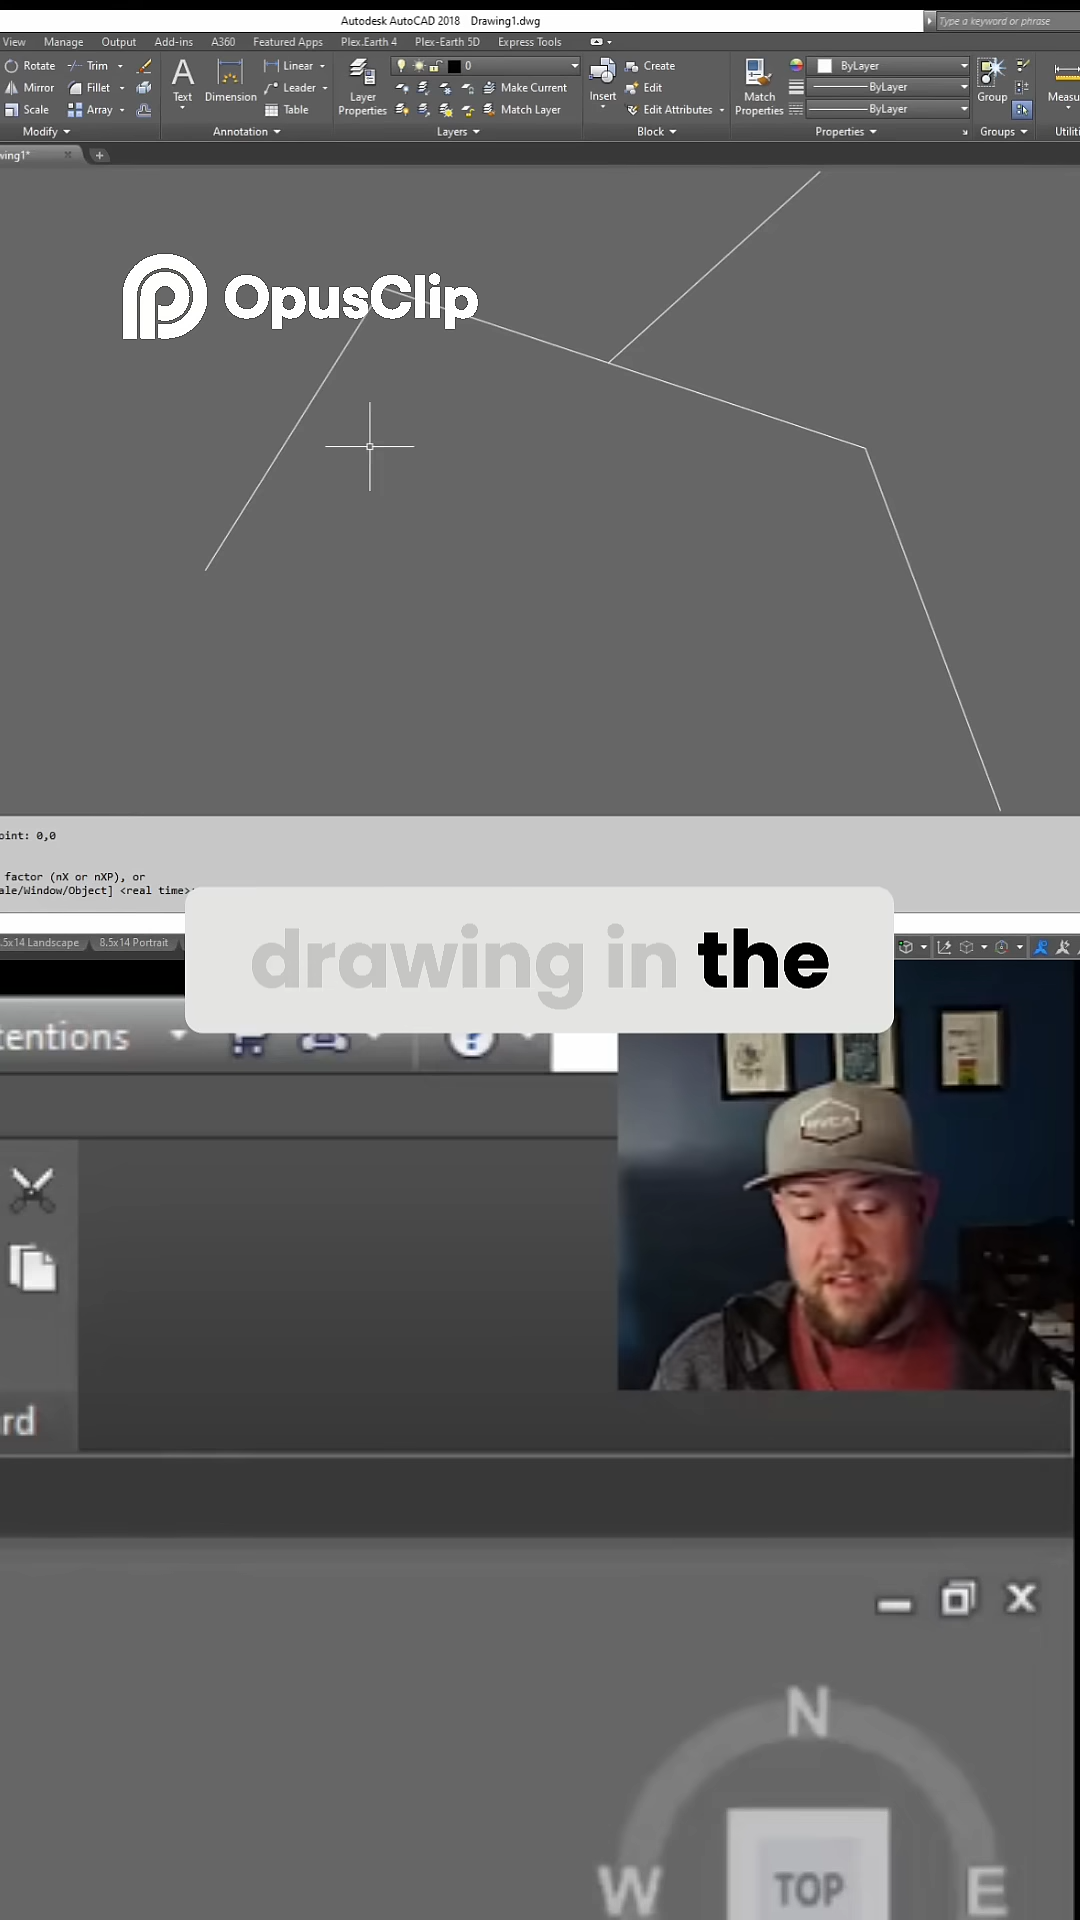 Autodesk AutoCAD 2018 Drawing1.dwg
Type a keyword or phrase
View Manage Output Add-ins A360 Featured Apps Plex.Earth 4 Plex-Earth 5D Express Tools
Rotate Trim Linear 0 Create ByLayer
Mirror Fillet Leader Make Current Edit ByLayer
Scale Array Text Dimension Table Layer Properties Match Layer Insert Edit Attributes Match Properties ByLayer Group Measu
Modify Annotation Layers Block Properties Groups Utiliti
wing1*
OpusClip
oint: 0,0
factor (nX or nXP), or
ale/Window/Object] <real time>:
.5x14 Landscape 8.5x14 Portrait
drawing in the
tentions
?
RVCA
rd
N
W TOP E